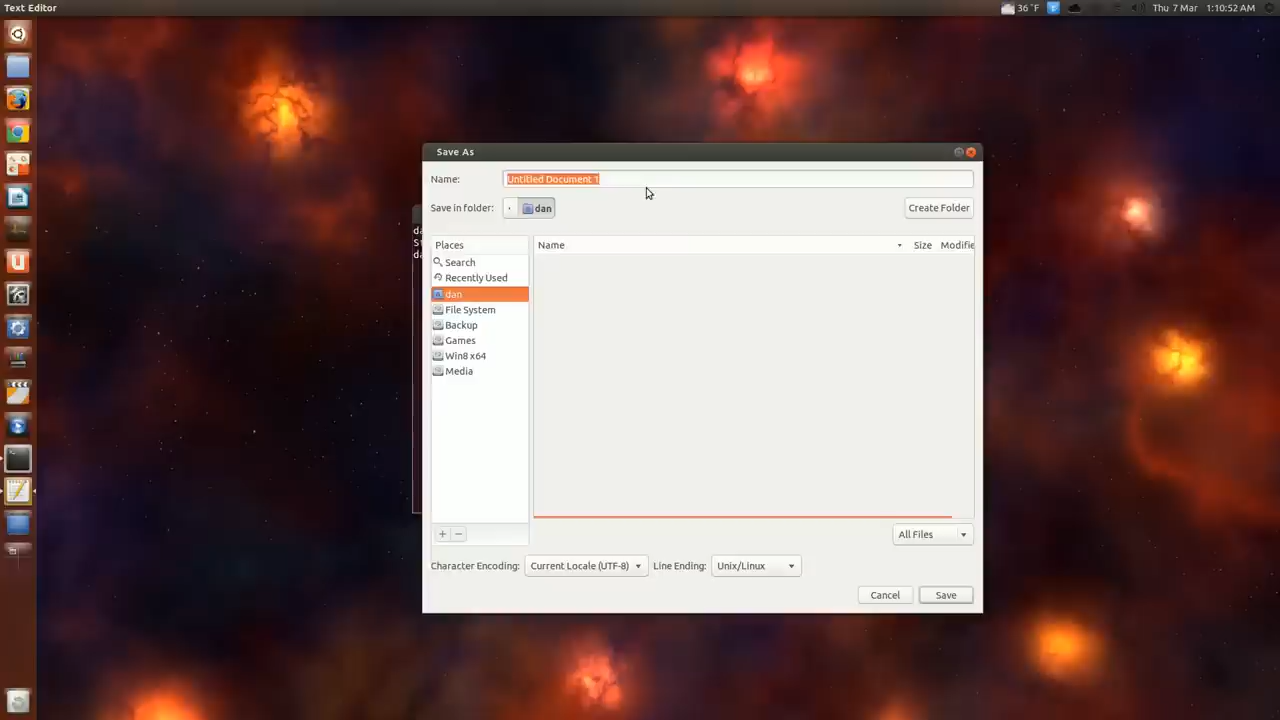 Text Editor
36 °F
Thu 7 Mar 1:10:52 AM
Save As
Name: Untitled Document 1
Save in folder: dan
Create Folder
Places
Name Size Modifie
Search
Recently Used
dan
File System
Backup
Games
Win8 x64
Media
All Files
Character Encoding: Current Locale (UTF-8) Line Ending: Unix/Linux
Cancel Save